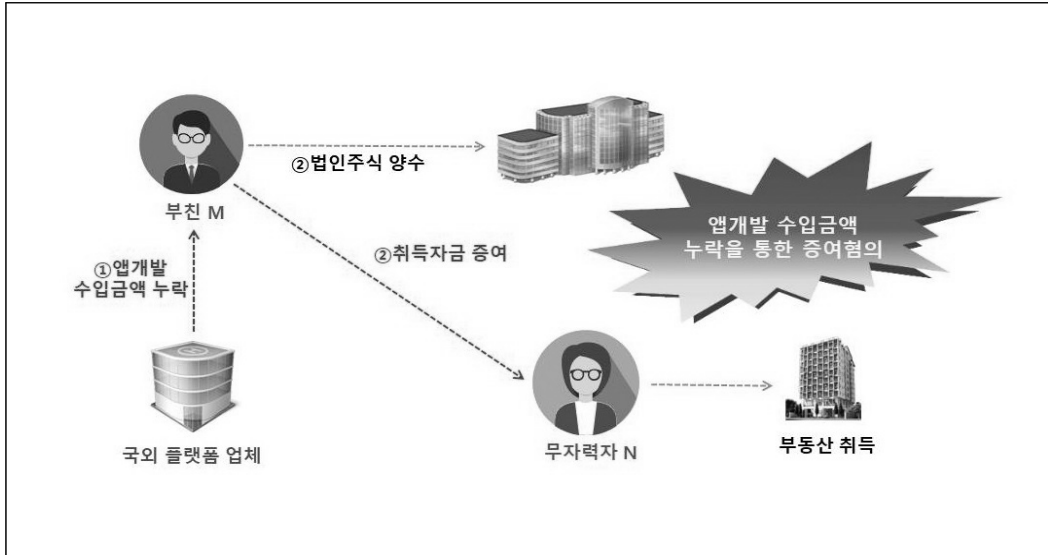 ②법인주식 양수
부친 M
앱개발 수입금액
누락을 통한 증여혐의
②취득자금 증여
①앱개발
수입금액 누락
국외 플랫폼 업체
무자력자 N
부동산 취득